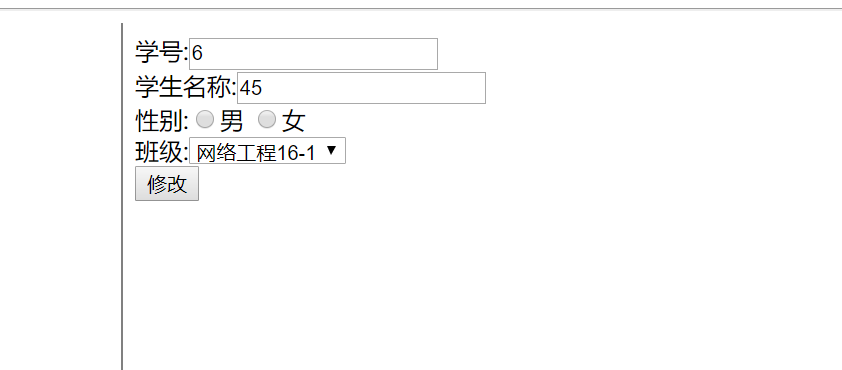 学号:6
学生名称:45
性别: 男 女
班级: 网络工程16-1
修改